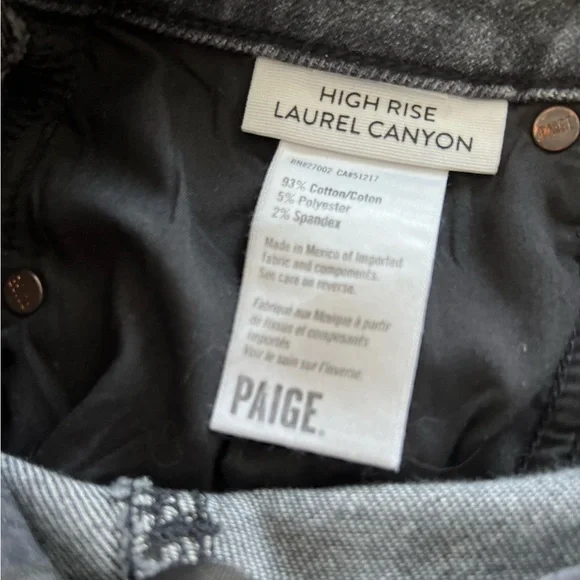 HIGH RISE
LAUREL CANYON
RN#27002 CA#51217
93% Cotton/Coton
5% Polyester
2% Spandex
Made in Mexico of Imported
fabric and components.
See care on reverse.
Fabriqué aux Mexique à partir
de tissus et composants
importés
Voir le soin sur l'inverse.
PAIGE.